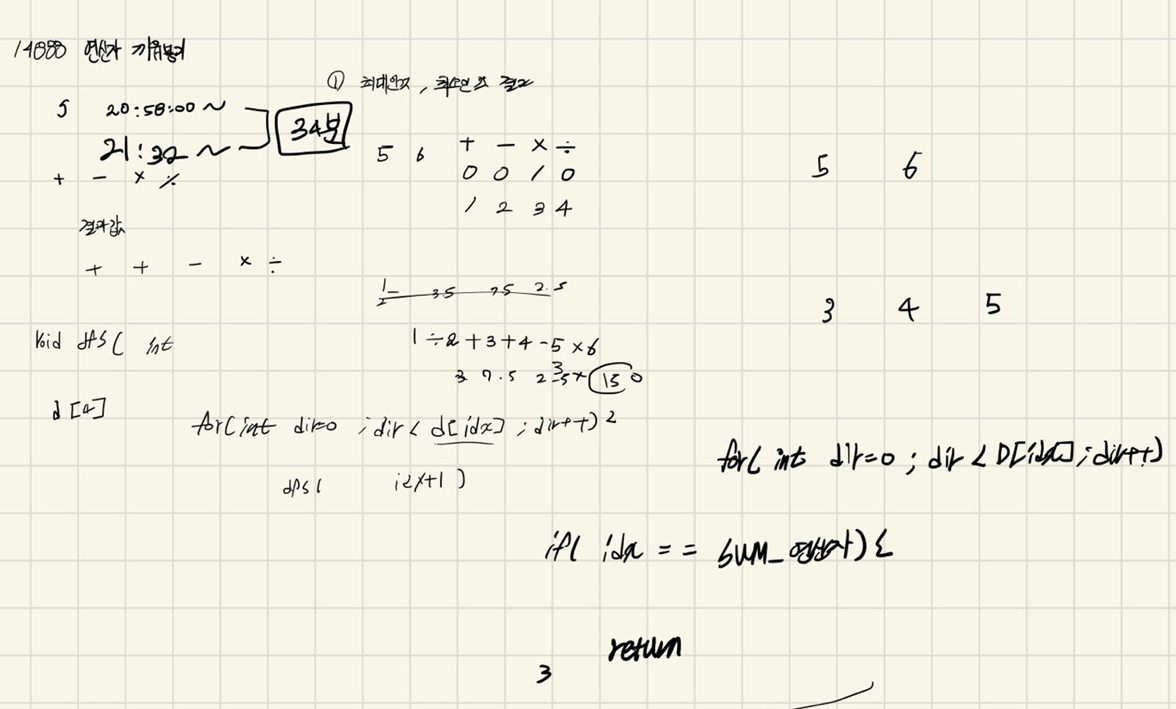 14888 연산자 끼워넣기
① 최대인지, 최소인지 결과
5 20:58:00 ~
21:32 ~
34분
+ - × ÷
결과값
+ + - × ÷
5 6 + - × ÷
0 0 1 0
1 2 3 4
5 6
3 4 5
1/2 3.5 7.5 2.5
1÷2+3+4-5×6
3 7.5
15 0
void dfs( int
d[4]
for(int dir=0 ; dir < d[idx] ; dir++) {
dfs( idx+1 )
for( int dir=0 ; dir < D[idx] ; dir++)
if( idx == sum_연산자) {
return
}